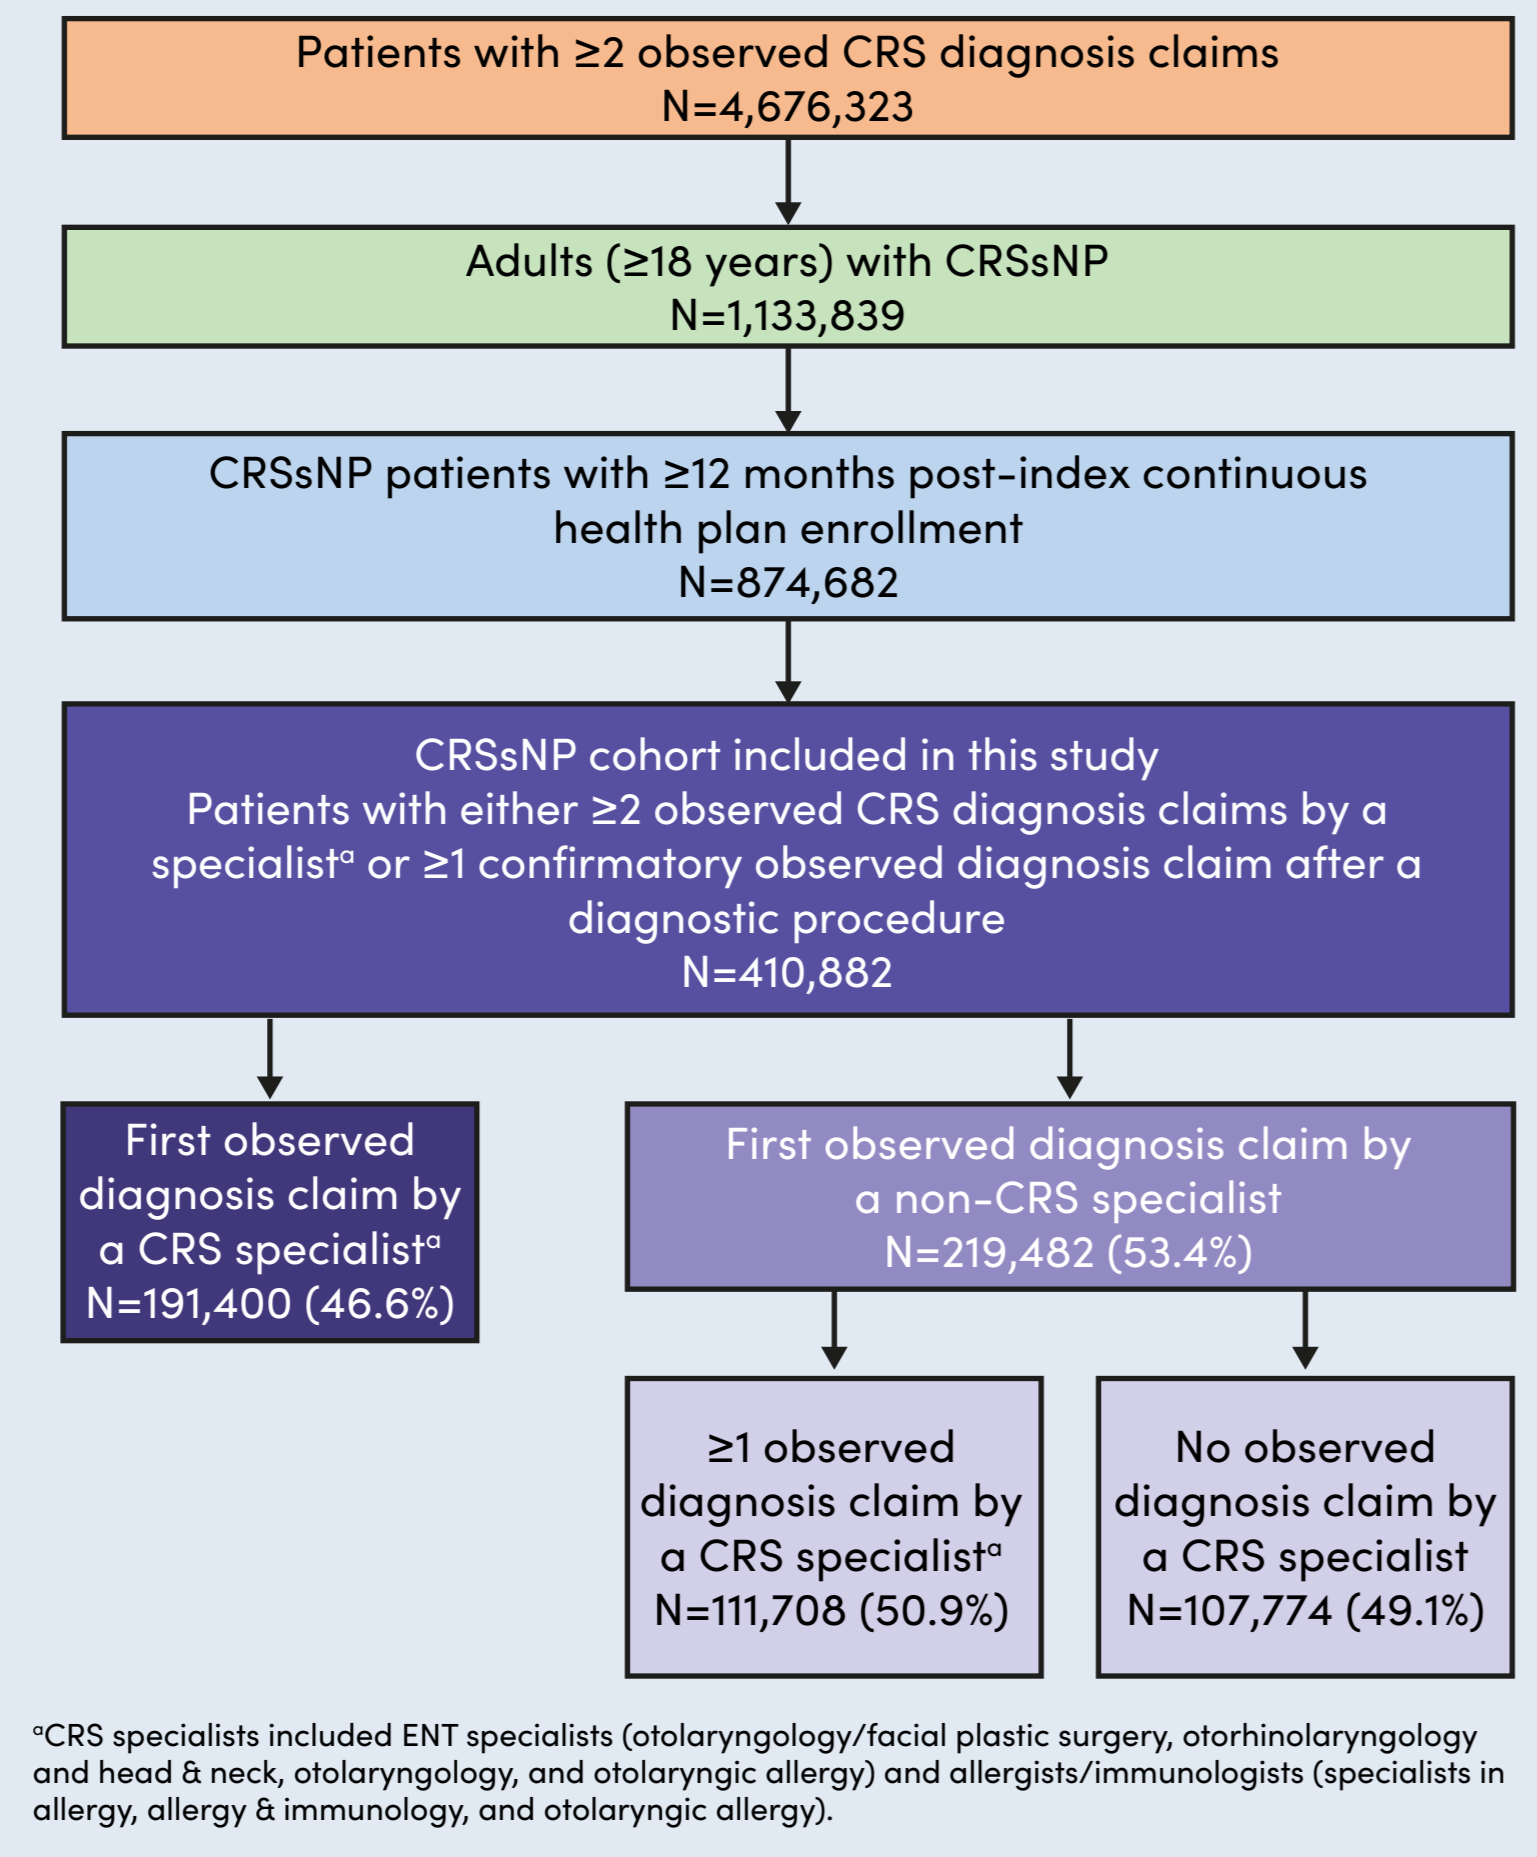 Patients with ≥2 observed CRS diagnosis claims
N=4,676,323
Adults (≥18 years) with CRSsNP
N=1,133,839
CRSsNP patients with ≥12 months post-index continuous
health plan enrollment
N=874,682
CRSsNP cohort included in this study
Patients with either ≥2 observed CRS diagnosis claims by a
specialistᵃ or ≥1 confirmatory observed diagnosis claim after a
diagnostic procedure
N=410,882
First observed
diagnosis claim by
a CRS specialistᵃ
N=191,400 (46.6%)
First observed diagnosis claim by
a non-CRS specialist
N=219,482 (53.4%)
≥1 observed
diagnosis claim by
a CRS specialistᵃ
N=111,708 (50.9%)
No observed
diagnosis claim by
a CRS specialist
N=107,774 (49.1%)
ᵃCRS specialists included ENT specialists (otolaryngology/facial plastic surgery, otorhinolaryngology
and head & neck, otolaryngology, and otolaryngic allergy) and allergists/immunologists (specialists in
allergy, allergy & immunology, and otolaryngic allergy).